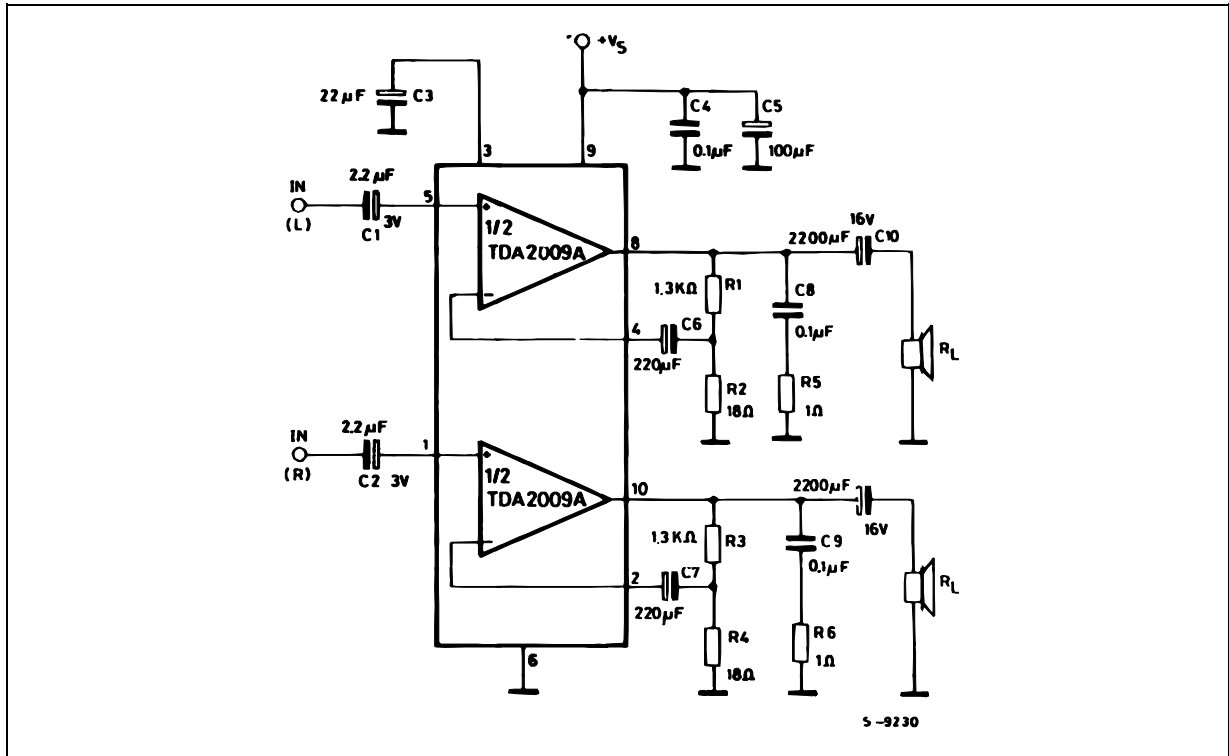 +VS
22µF
C3
C4
0.1µF
C5
100µF
3
9
IN
(L)
2.2µF
C1
3V
5
1/2
TDA2009A
8
2200µF
16V
C10
1.3KΩ
R1
C8
0.1µF
4
C6
220µF
R2
18Ω
R5
1Ω
RL
IN
(R)
2.2µF
C2
3V
1
1/2
TDA2009A
10
2200µF
16V
1.3KΩ
R3
C9
0.1µF
2
C7
220µF
R4
18Ω
R6
1Ω
RL
6
S-9230